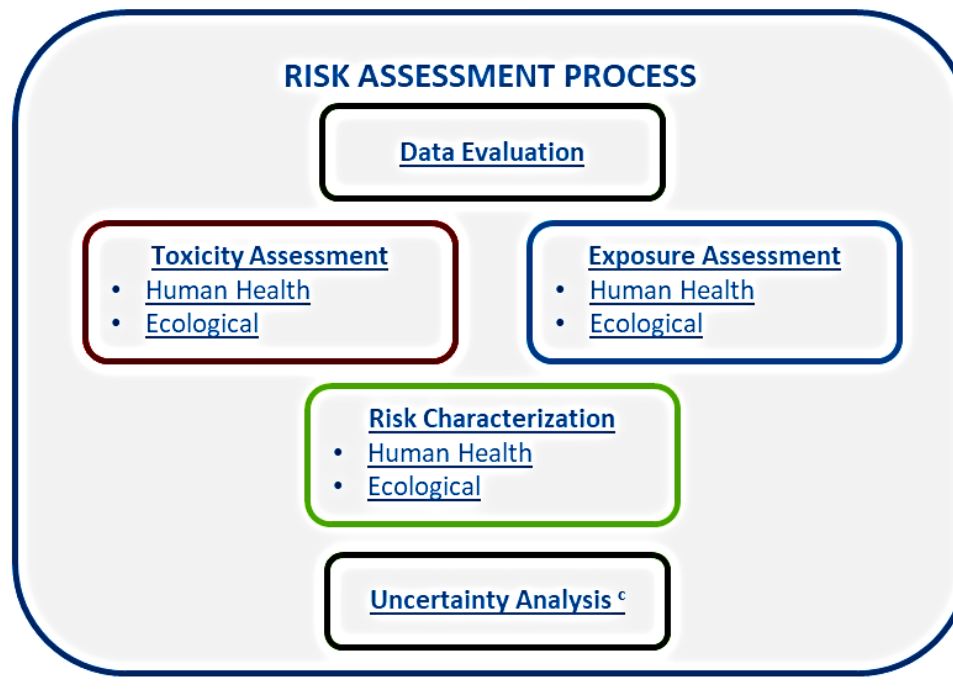 RISK ASSESSMENT PROCESS
Data Evaluation
Toxicity Assessment
• Human Health
• Ecological
Exposure Assessment
• Human Health
• Ecological
Risk Characterization
• Human Health
• Ecological
Uncertainty Analysis ᶜ